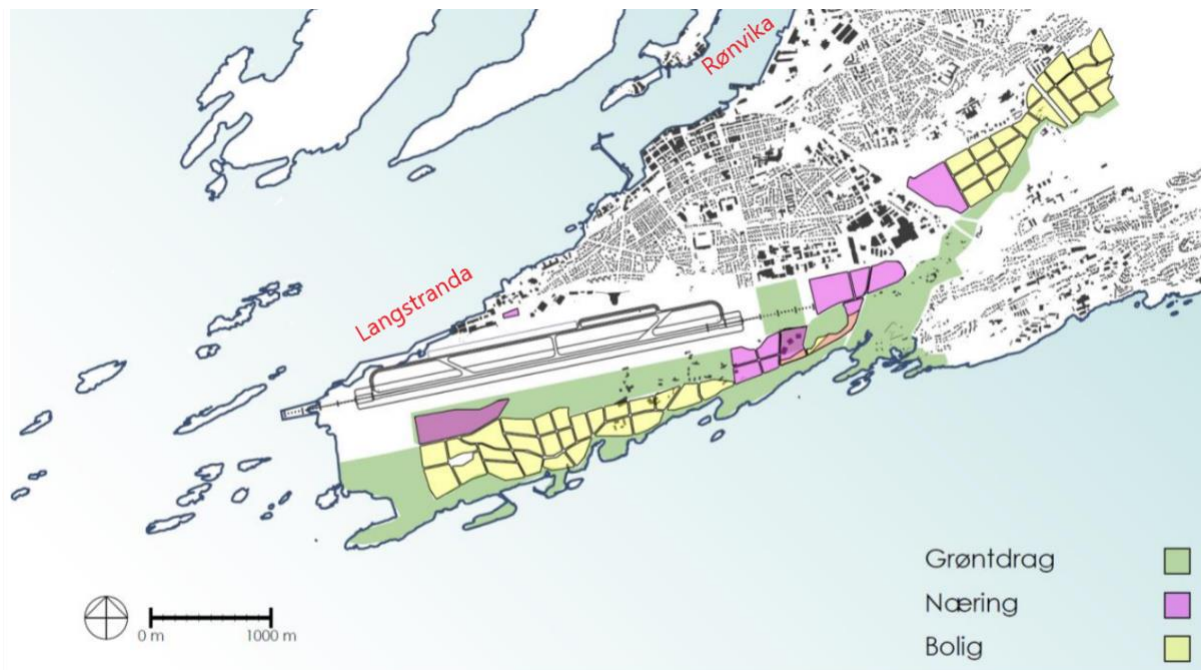 Rønvika
Langstranda
Grøntdrag
Næring
Bolig
0 m
1000 m